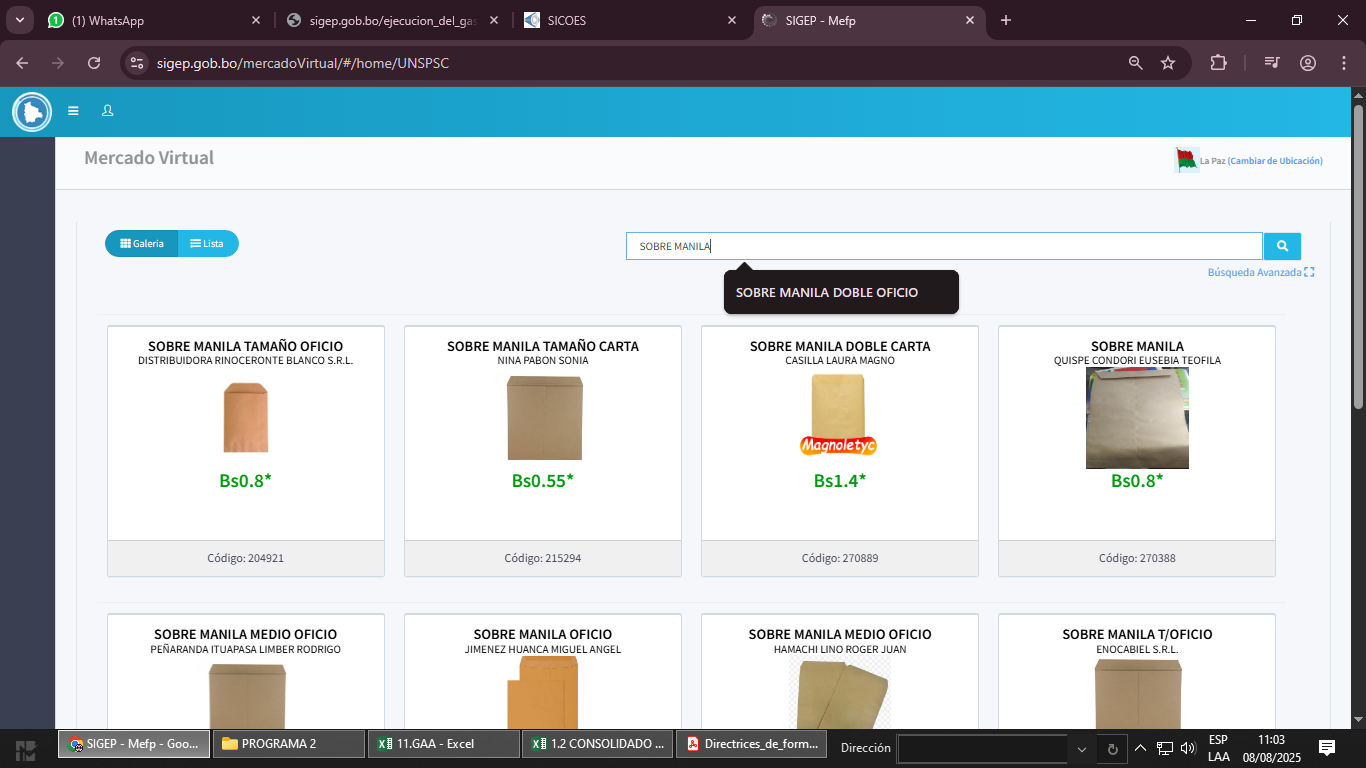 (1) WhatsApp
sigep.gob.bo/ejecucion_del_gas
SICOES
SIGEP - Mefp
sigep.gob.bo/mercadoVirtual/#/home/UNSPSC
Mercado Virtual
La Paz (Cambiar de Ubicación)
Galeria
Lista
SOBRE MANILA
Búsqueda Avanzada
SOBRE MANILA DOBLE OFICIO
SOBRE MANILA TAMAÑO OFICIO
DISTRIBUIDORA RINOCERONTE BLANCO S.R.L.
Bs0.8*
Código: 204921
SOBRE MANILA TAMAÑO CARTA
NINA PABON SONIA
Bs0.55*
Código: 215294
SOBRE MANILA DOBLE CARTA
CASILLA LAURA MAGNO
Magnoletyc
Bs1.4*
Código: 270889
SOBRE MANILA
QUISPE CONDORI EUSEBIA TEOFILA
Bs0.8*
Código: 270388
SOBRE MANILA MEDIO OFICIO
PEÑARANDA ITUAPASA LIMBER RODRIGO
SOBRE MANILA OFICIO
JIMENEZ HUANCA MIGUEL ANGEL
SOBRE MANILA MEDIO OFICIO
HAMACHI LINO ROGER JUAN
SOBRE MANILA T/OFICIO
ENOCABIEL S.R.L.
SIGEP - Mefp - Goo...
PROGRAMA 2
11.GAA - Excel
1.2 CONSOLIDADO ...
Directrices_de_form...
Dirección
ESP
LAA
11:03
08/08/2025